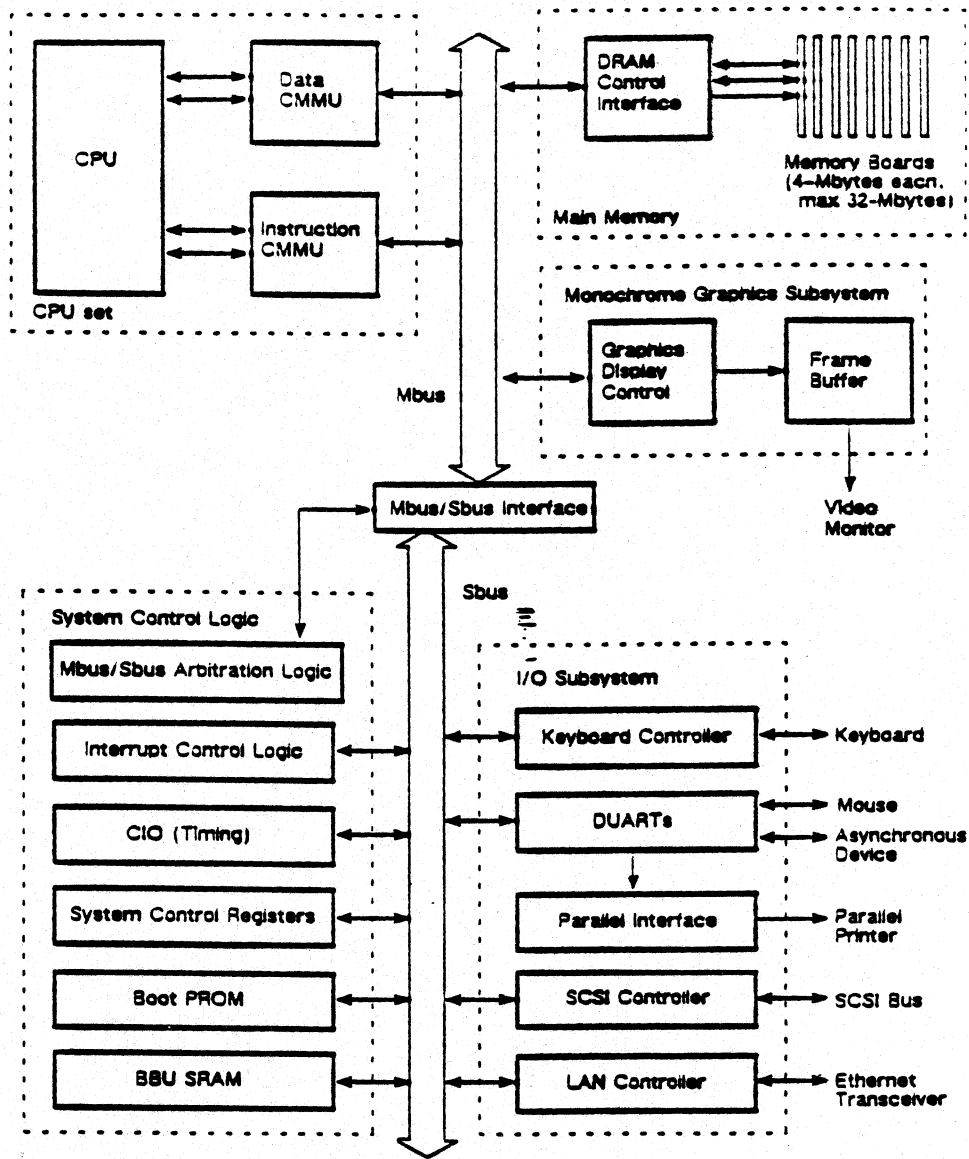 CPU
Data
CMMU
Instruction
CMMU
CPU set
DRAM
Control
Interface
Memory Boards
(4-Mbytes each,
max 32-Mbytes)
Main Memory
Monochrome Graphics Subsystem
Graphics
Display
Control
Frame
Buffer
Video
Monitor
Mbus
Mbus/Sbus Interface
Sbus
System Control Logic
Mbus/Sbus Arbitration Logic
Interrupt Control Logic
CIO (Timing)
System Control Registers
Boot PROM
BBU SRAM
I/O Subsystem
Keyboard Controller
Keyboard
DUARTs
Mouse
Asynchronous
Device
Parallel Interface
Parallel
Printer
SCSI Controller
SCSI Bus
LAN Controller
Ethernet
Transceiver